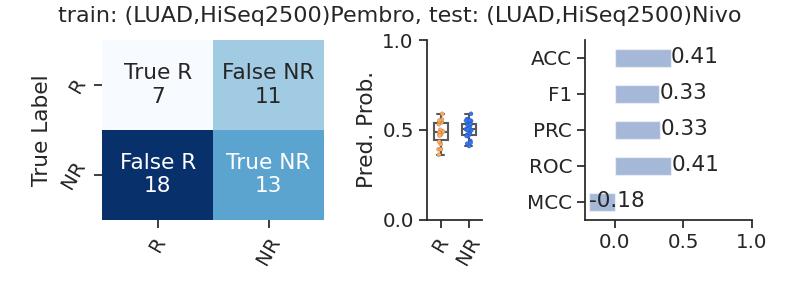 train: (LUAD,HiSeq2500)Pembro, test: (LUAD,HiSeq2500)Nivo
True Label
R
NR
True R
7
False NR
11
False R
18
True NR
13
R
NR
Pred. Prob.
1.0
0.5
0.0
R
NR
ACC
0.41
F1
0.33
PRC
0.33
ROC
0.41
MCC
-0.18
0.0
0.5
1.0